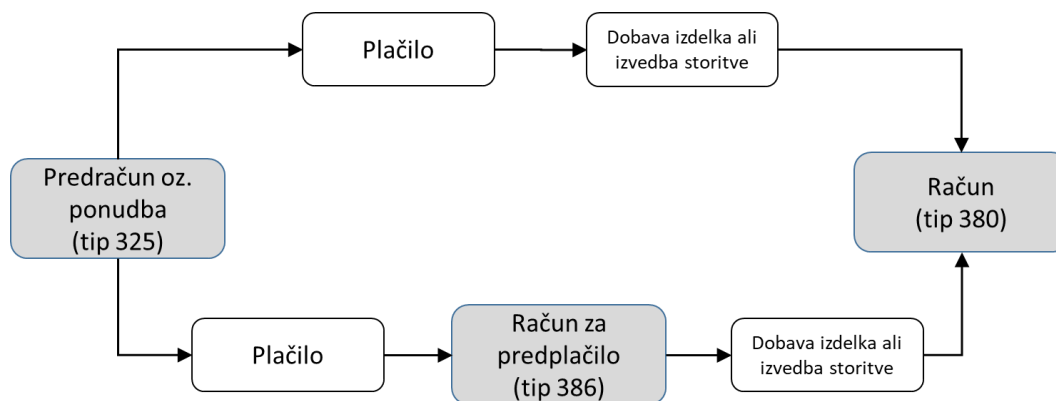 Plačilo
Dobava izdelka ali
izvedba storitve
Predračun oz.
ponudba
(tip 325)
Račun
(tip 380)
Plačilo
Račun za
predplačilo
(tip 386)
Dobava izdelka ali
izvedba storitve